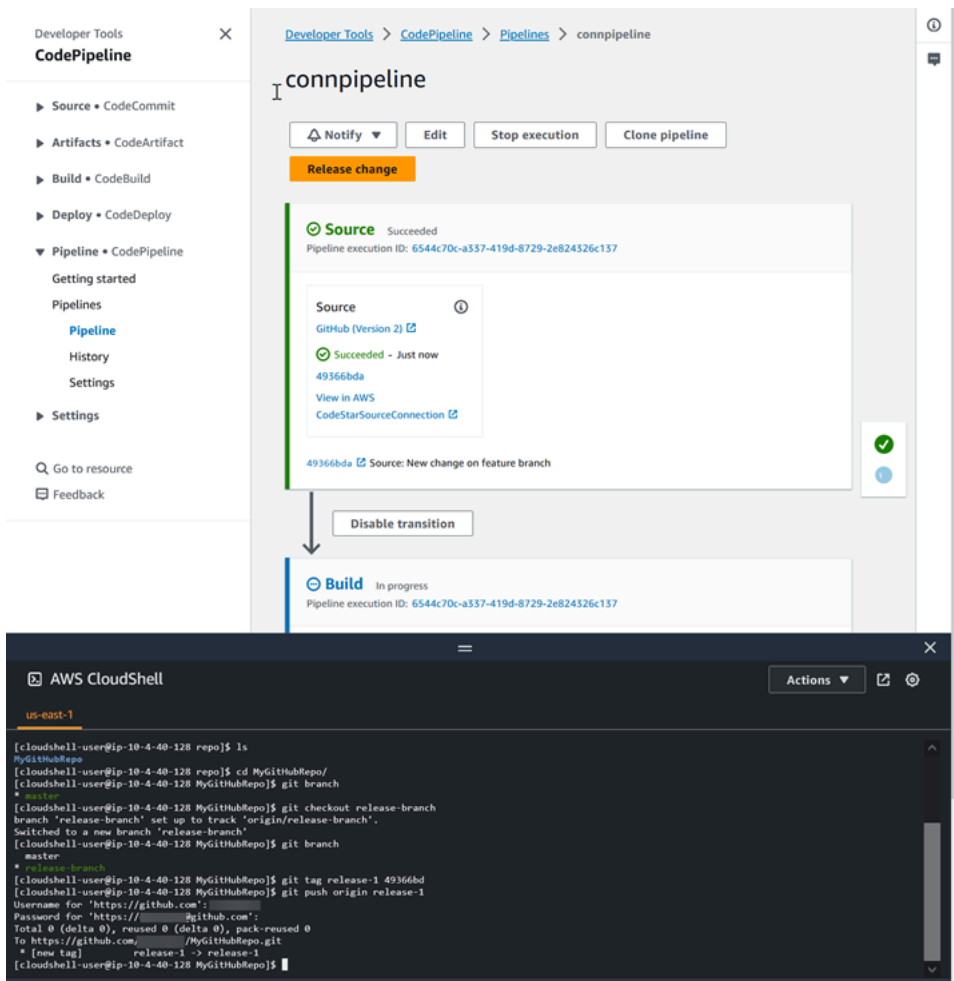 Developer Tools
CodePipeline
Source • CodeCommit
Artifacts • CodeArtifact
Build • CodeBuild
Deploy • CodeDeploy
Pipeline • CodePipeline
Getting started
Pipelines
Pipeline
History
Settings
Settings
Go to resource
Feedback
Developer Tools > CodePipeline > Pipelines > connpipeline
connpipeline
Notify ▼ Edit Stop execution Clone pipeline
Release change
Source Succeeded
Pipeline execution ID: 6544c70c-a337-419d-8729-2e824326c137
Source
GitHub (Version 2)
Succeeded - Just now
49366bda
View in AWS
CodeStarSourceConnection
49366bda Source: New change on feature branch
Disable transition
Build In progress
Pipeline execution ID: 6544c70c-a337-419d-8729-2e824326c137
AWS CloudShell
Actions ▼
us-east-1
[cloudshell-user@ip-10-4-40-128 repo]$ ls
MyGitHubRepo
[cloudshell-user@ip-10-4-40-128 repo]$ cd MyGitHubRepo/
[cloudshell-user@ip-10-4-40-128 MyGitHubRepo]$ git branch
* master
[cloudshell-user@ip-10-4-40-128 MyGitHubRepo]$ git checkout release-branch
branch 'release-branch' set up to track 'origin/release-branch'.
Switched to a new branch 'release-branch'
[cloudshell-user@ip-10-4-40-128 MyGitHubRepo]$ git branch
master
* release-branch
[cloudshell-user@ip-10-4-40-128 MyGitHubRepo]$ git tag release-1 49366bd
[cloudshell-user@ip-10-4-40-128 MyGitHubRepo]$ git push origin release-1
Username for 'https://github.com':
Password for 'https:// @github.com':
Total 0 (delta 0), reused 0 (delta 0), pack-reused 0
To https://github.com/ /MyGitHubRepo.git
* [new tag] release-1 -> release-1
[cloudshell-user@ip-10-4-40-128 MyGitHubRepo]$